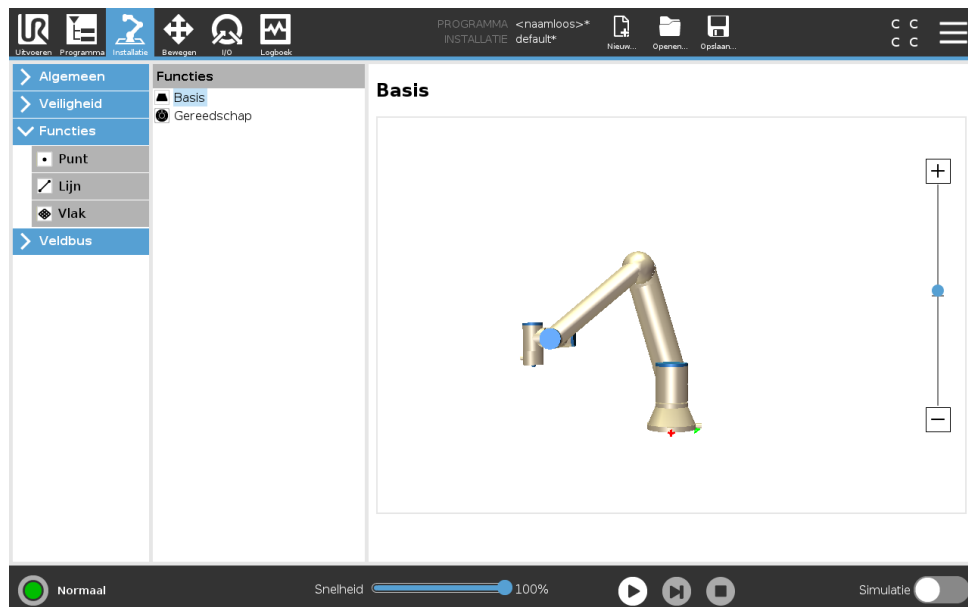 PROGRAMMA <naamloos>*
INSTALLATIE default*
Uitvoeren Programma Installatie Bewegen I/O Logboek Nieuw... Openen... Opslaan...
C C
C C
Algemeen
Veiligheid
Functies
Punt
Lijn
Vlak
Veldbus
Functies
Basis
Gereedschap
Basis
+
−
Normaal
Snelheid 100%
Simulatie